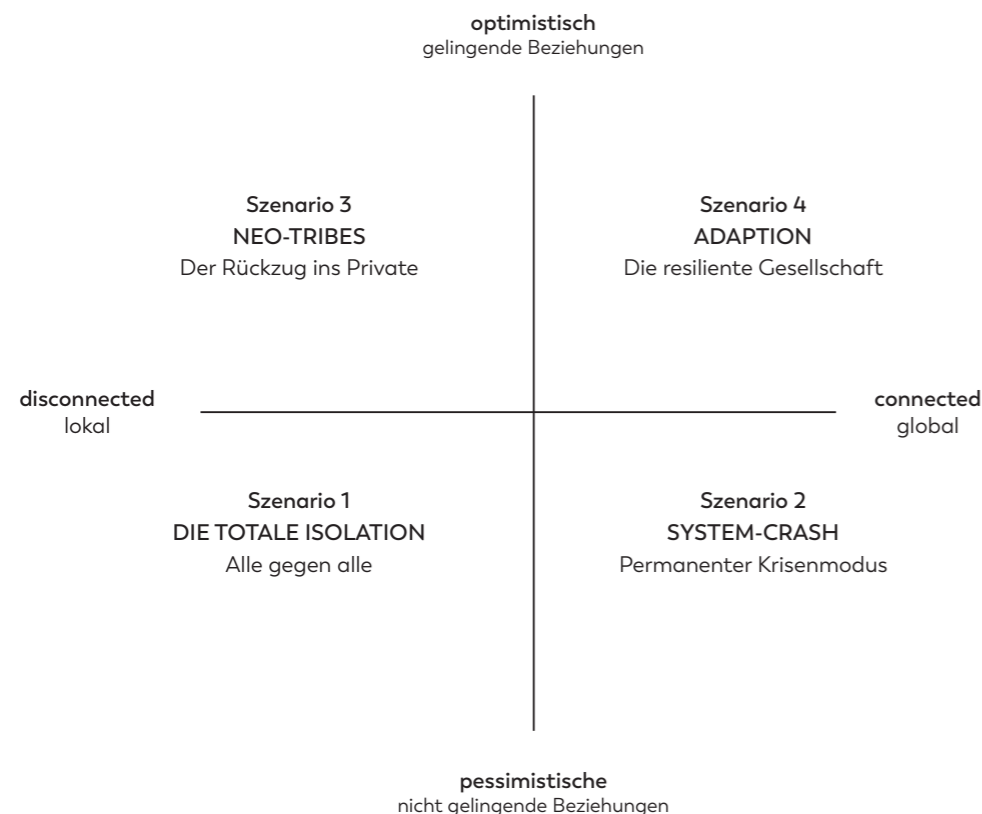 optimistisch
gelingende Beziehungen
Szenario 3
NEO-TRIBES
Der Rückzug ins Private
Szenario 4
ADAPTION
Die resiliente Gesellschaft
disconnected
lokal
connected
global
Szenario 1
DIE TOTALE ISOLATION
Alle gegen alle
Szenario 2
SYSTEM-CRASH
Permanenter Krisenmodus
pessimistische
nicht gelingende Beziehungen